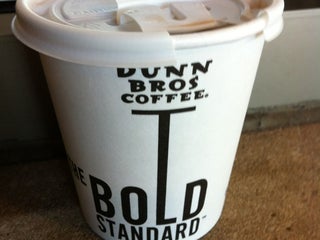 DUNN
BROS
COFFEE®
THE
BOLD
STANDARD™